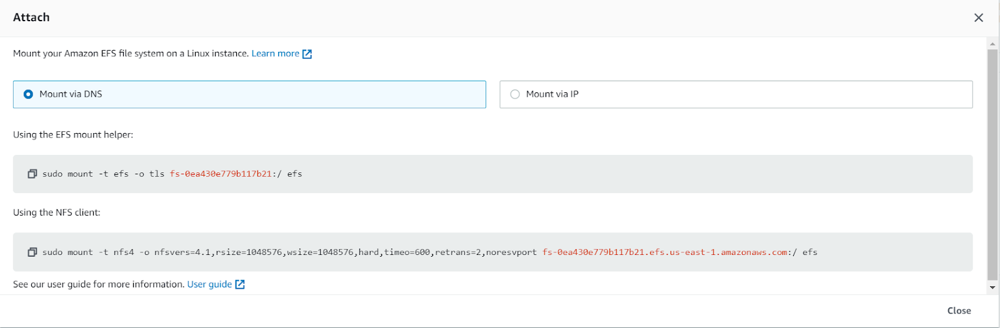 Attach
Mount your Amazon EFS file system on a Linux instance. Learn more
Mount via DNS
Mount via IP
Using the EFS mount helper:
sudo mount -t efs -o tls fs-0ea430e779b117b21:/ efs
Using the NFS client:
sudo mount -t nfs4 -o nfsvers=4.1,rsize=1048576,wsize=1048576,hard,timeo=600,retrans=2,noresvport fs-0ea430e779b117b21.efs.us-east-1.amazonaws.com:/ efs
See our user guide for more information. User guide
Close